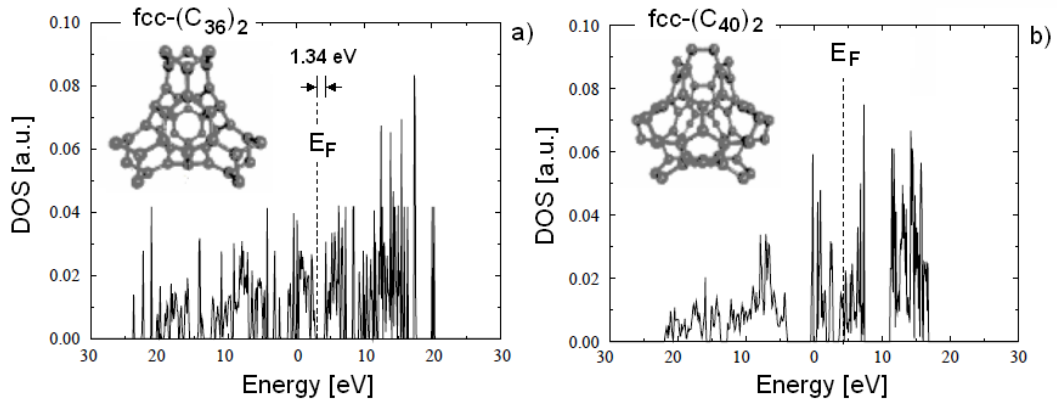 fcc-(C36)2
a)
1.34 eV
EF
DOS [a.u.]
0.10
0.08
0.06
0.04
0.02
0.00
30 20 10 0 10 20 30
Energy [eV]
fcc-(C40)2
b)
EF
DOS [a.u.]
0.10
0.08
0.06
0.04
0.02
0.00
30 20 10 0 10 20 30
Energy [eV]